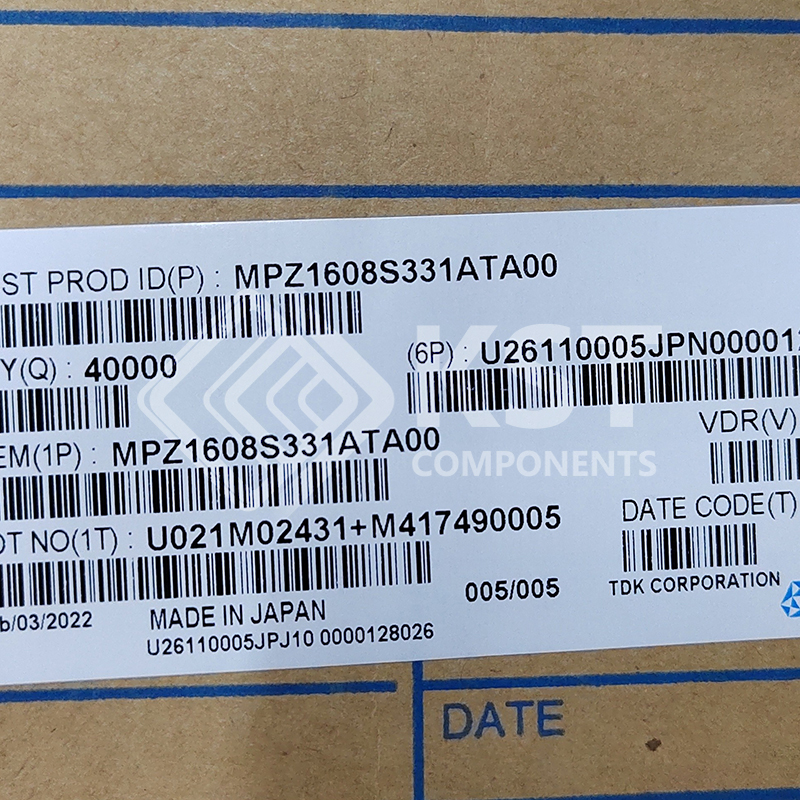 ST PROD ID(P) : MPZ1608S331ATA00
Y(Q) : 40000
(6P) : U26110005JPN000012
EM(1P) : MPZ1608S331ATA00
VDR(V)
OT NO(1T) : U021M02431+M417490005
DATE CODE(T)
005/005
TDK CORPORATION
b/03/2022
MADE IN JAPAN
U26110005JPJ10 0000128026
KST
COMPONENTS
DATE